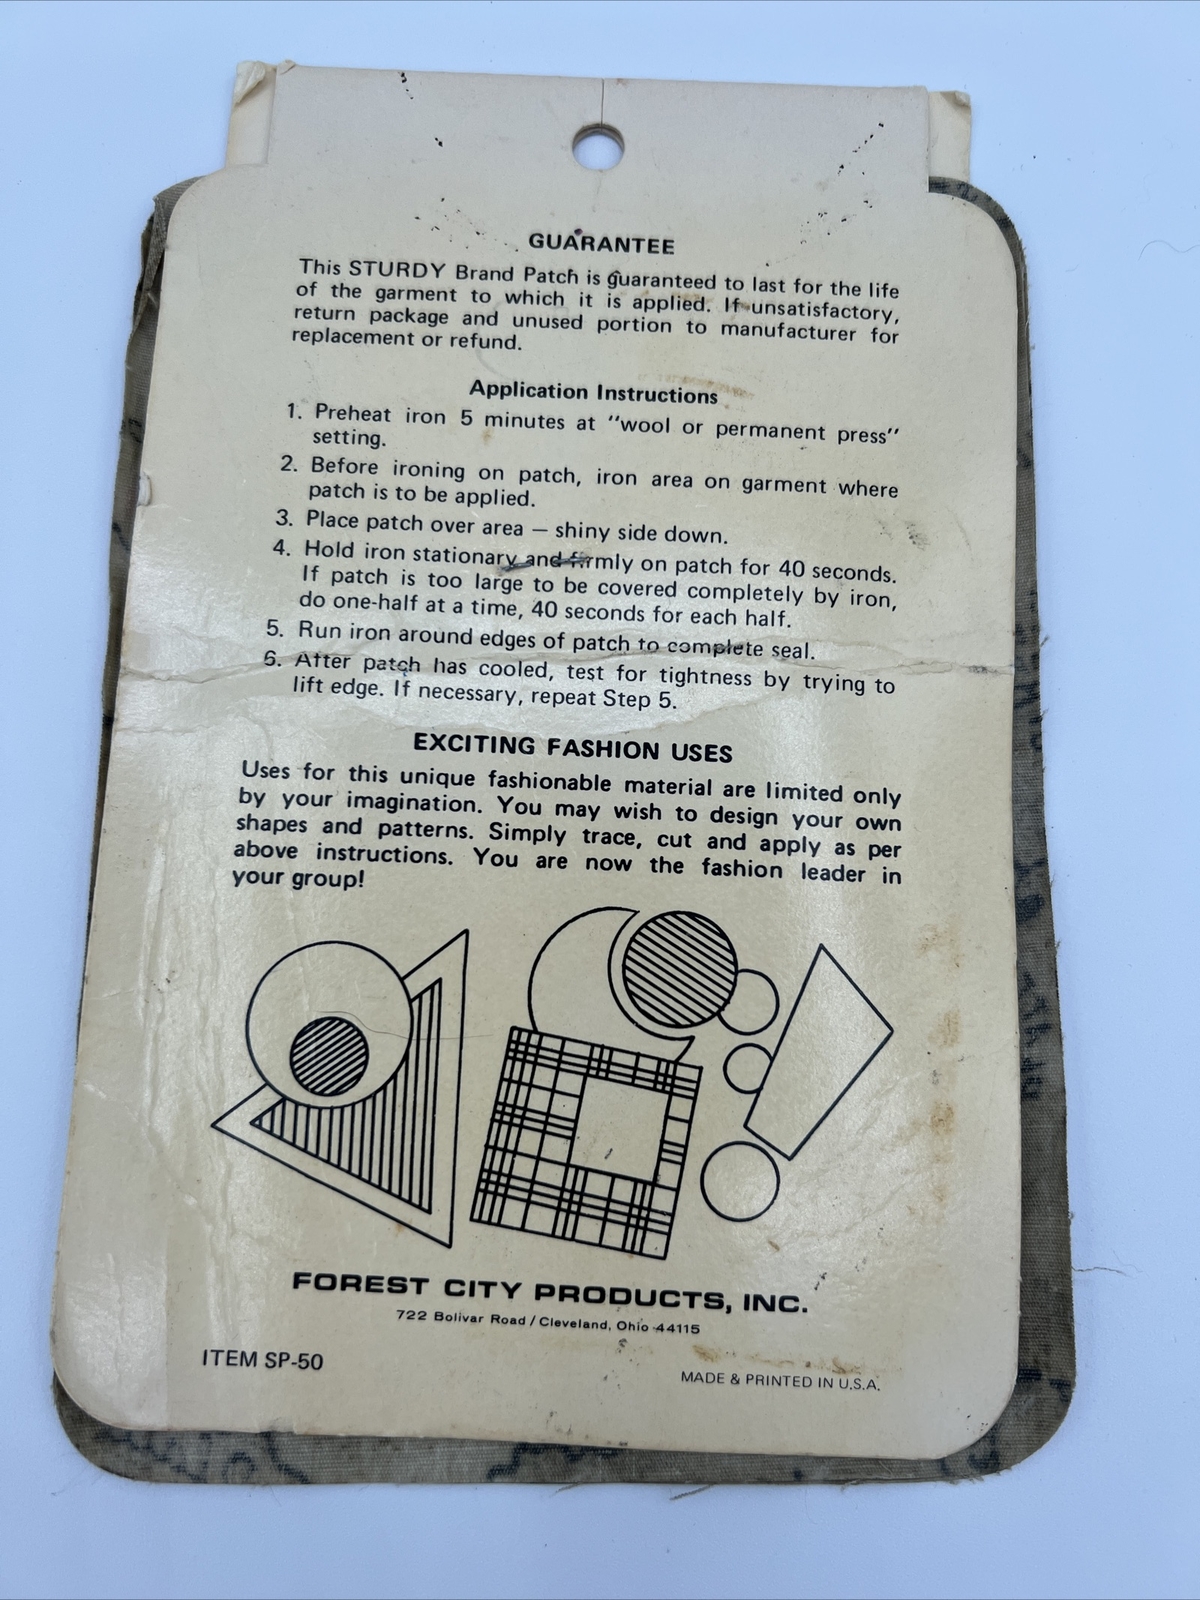 GUARANTEE
This STURDY Brand Patch is guaranteed to last for the life
of the garment to which it is applied. If unsatisfactory,
return package and unused portion to manufacturer for
replacement or refund.
Application Instructions
1. Preheat iron 5 minutes at "wool or permanent press"
setting.
2. Before ironing on patch, iron area on garment where
patch is to be applied.
3. Place patch over area — shiny side down.
4. Hold iron stationary and firmly on patch for 40 seconds.
If patch is too large to be covered completely by iron,
do one-half at a time, 40 seconds for each half.
5. Run iron around edges of patch to complete seal.
6. After patch has cooled, test for tightness by trying to
lift edge. If necessary, repeat Step 5.
EXCITING FASHION USES
Uses for this unique fashionable material are limited only
by your imagination. You may wish to design your own
shapes and patterns. Simply trace, cut and apply as per
above instructions. You are now the fashion leader in
your group!
FOREST CITY PRODUCTS, INC.
722 Bolivar Road / Cleveland, Ohio 44115
ITEM SP-50
MADE & PRINTED IN U.S.A.